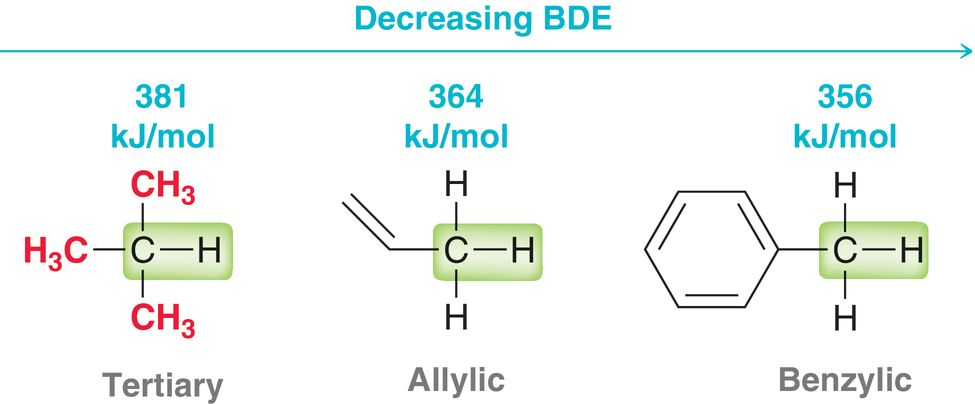 Decreasing BDE
381
kJ/mol
364
kJ/mol
356
kJ/mol
CH3
H3C C H
CH3
H
C H
H
H
C H
H
Tertiary
Allylic
Benzylic